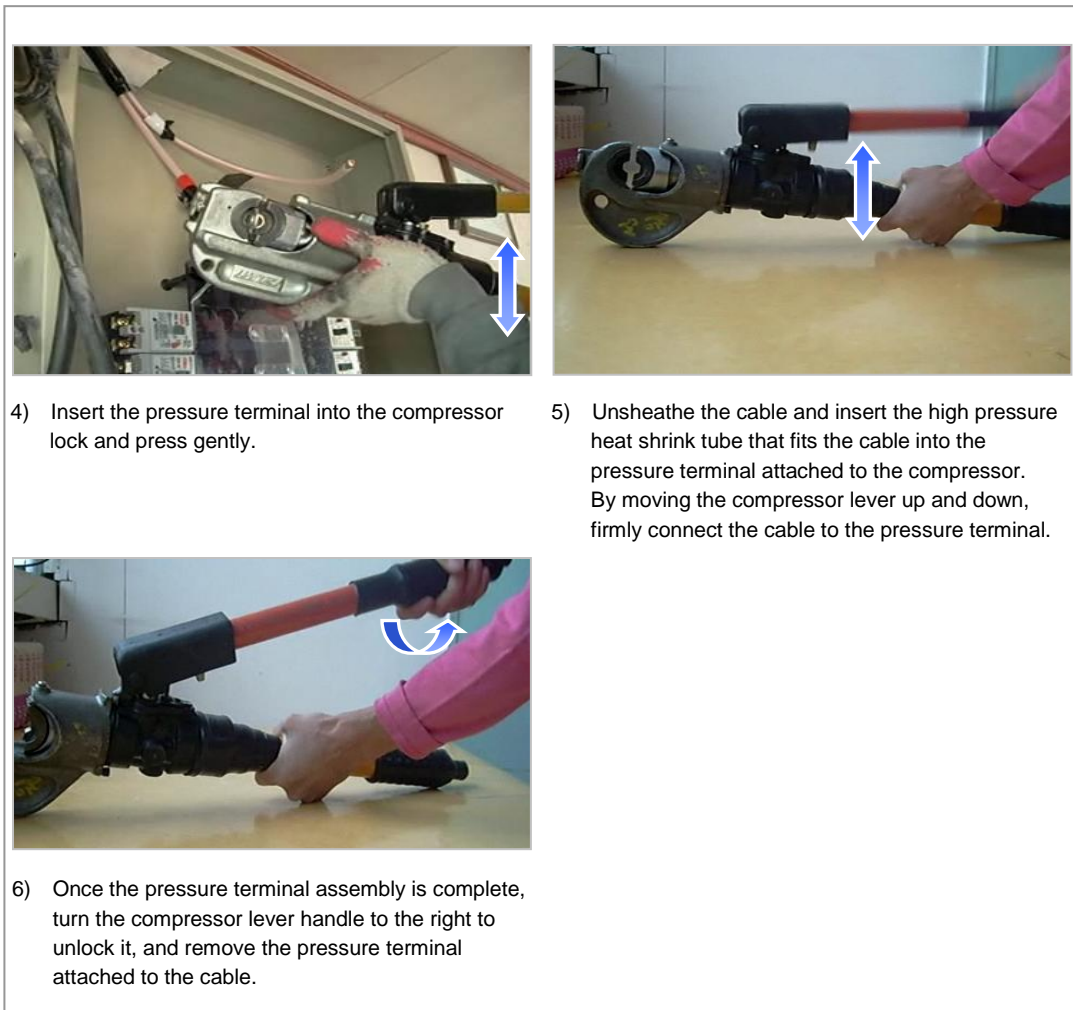 4) Insert the pressure terminal into the compressor
lock and press gently.
5) Unsheathe the cable and insert the high pressure
heat shrink tube that fits the cable into the
pressure terminal attached to the compressor.
By moving the compressor lever up and down,
firmly connect the cable to the pressure terminal.
6) Once the pressure terminal assembly is complete,
turn the compressor lever handle to the right to
unlock it, and remove the pressure terminal
attached to the cable.